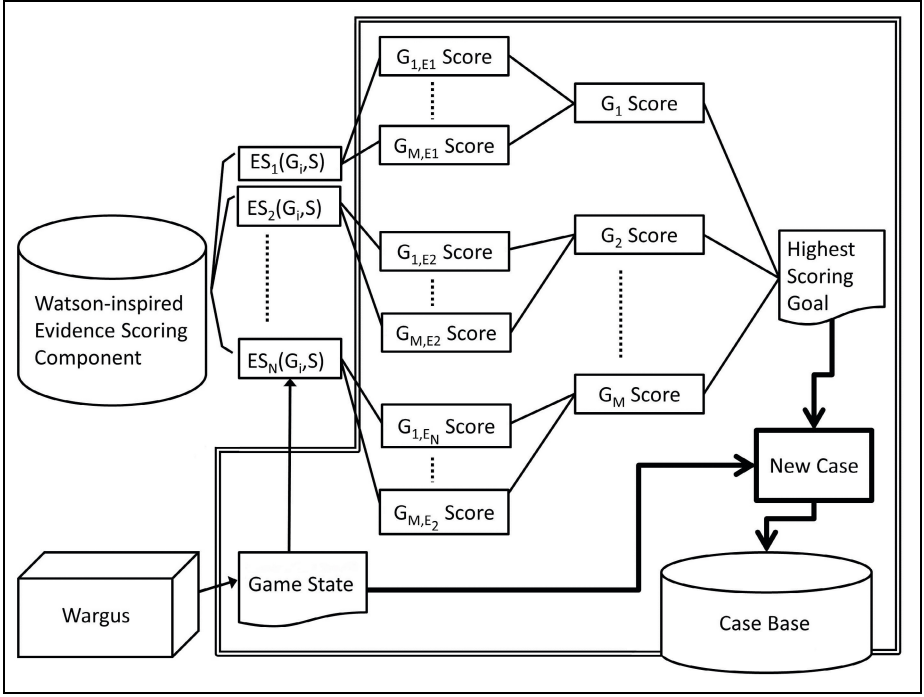 G1,E1 Score
G1 Score
GM,E1 Score
ES1(Gi,S)
ES2(Gi,S)
G1,E2 Score
G2 Score
Highest
Scoring
Goal
Watson-inspired
Evidence Scoring
Component
GM,E2 Score
ESN(Gi,S)
GM Score
G1,EN Score
New Case
GM,E2 Score
Game State
Wargus
Case Base